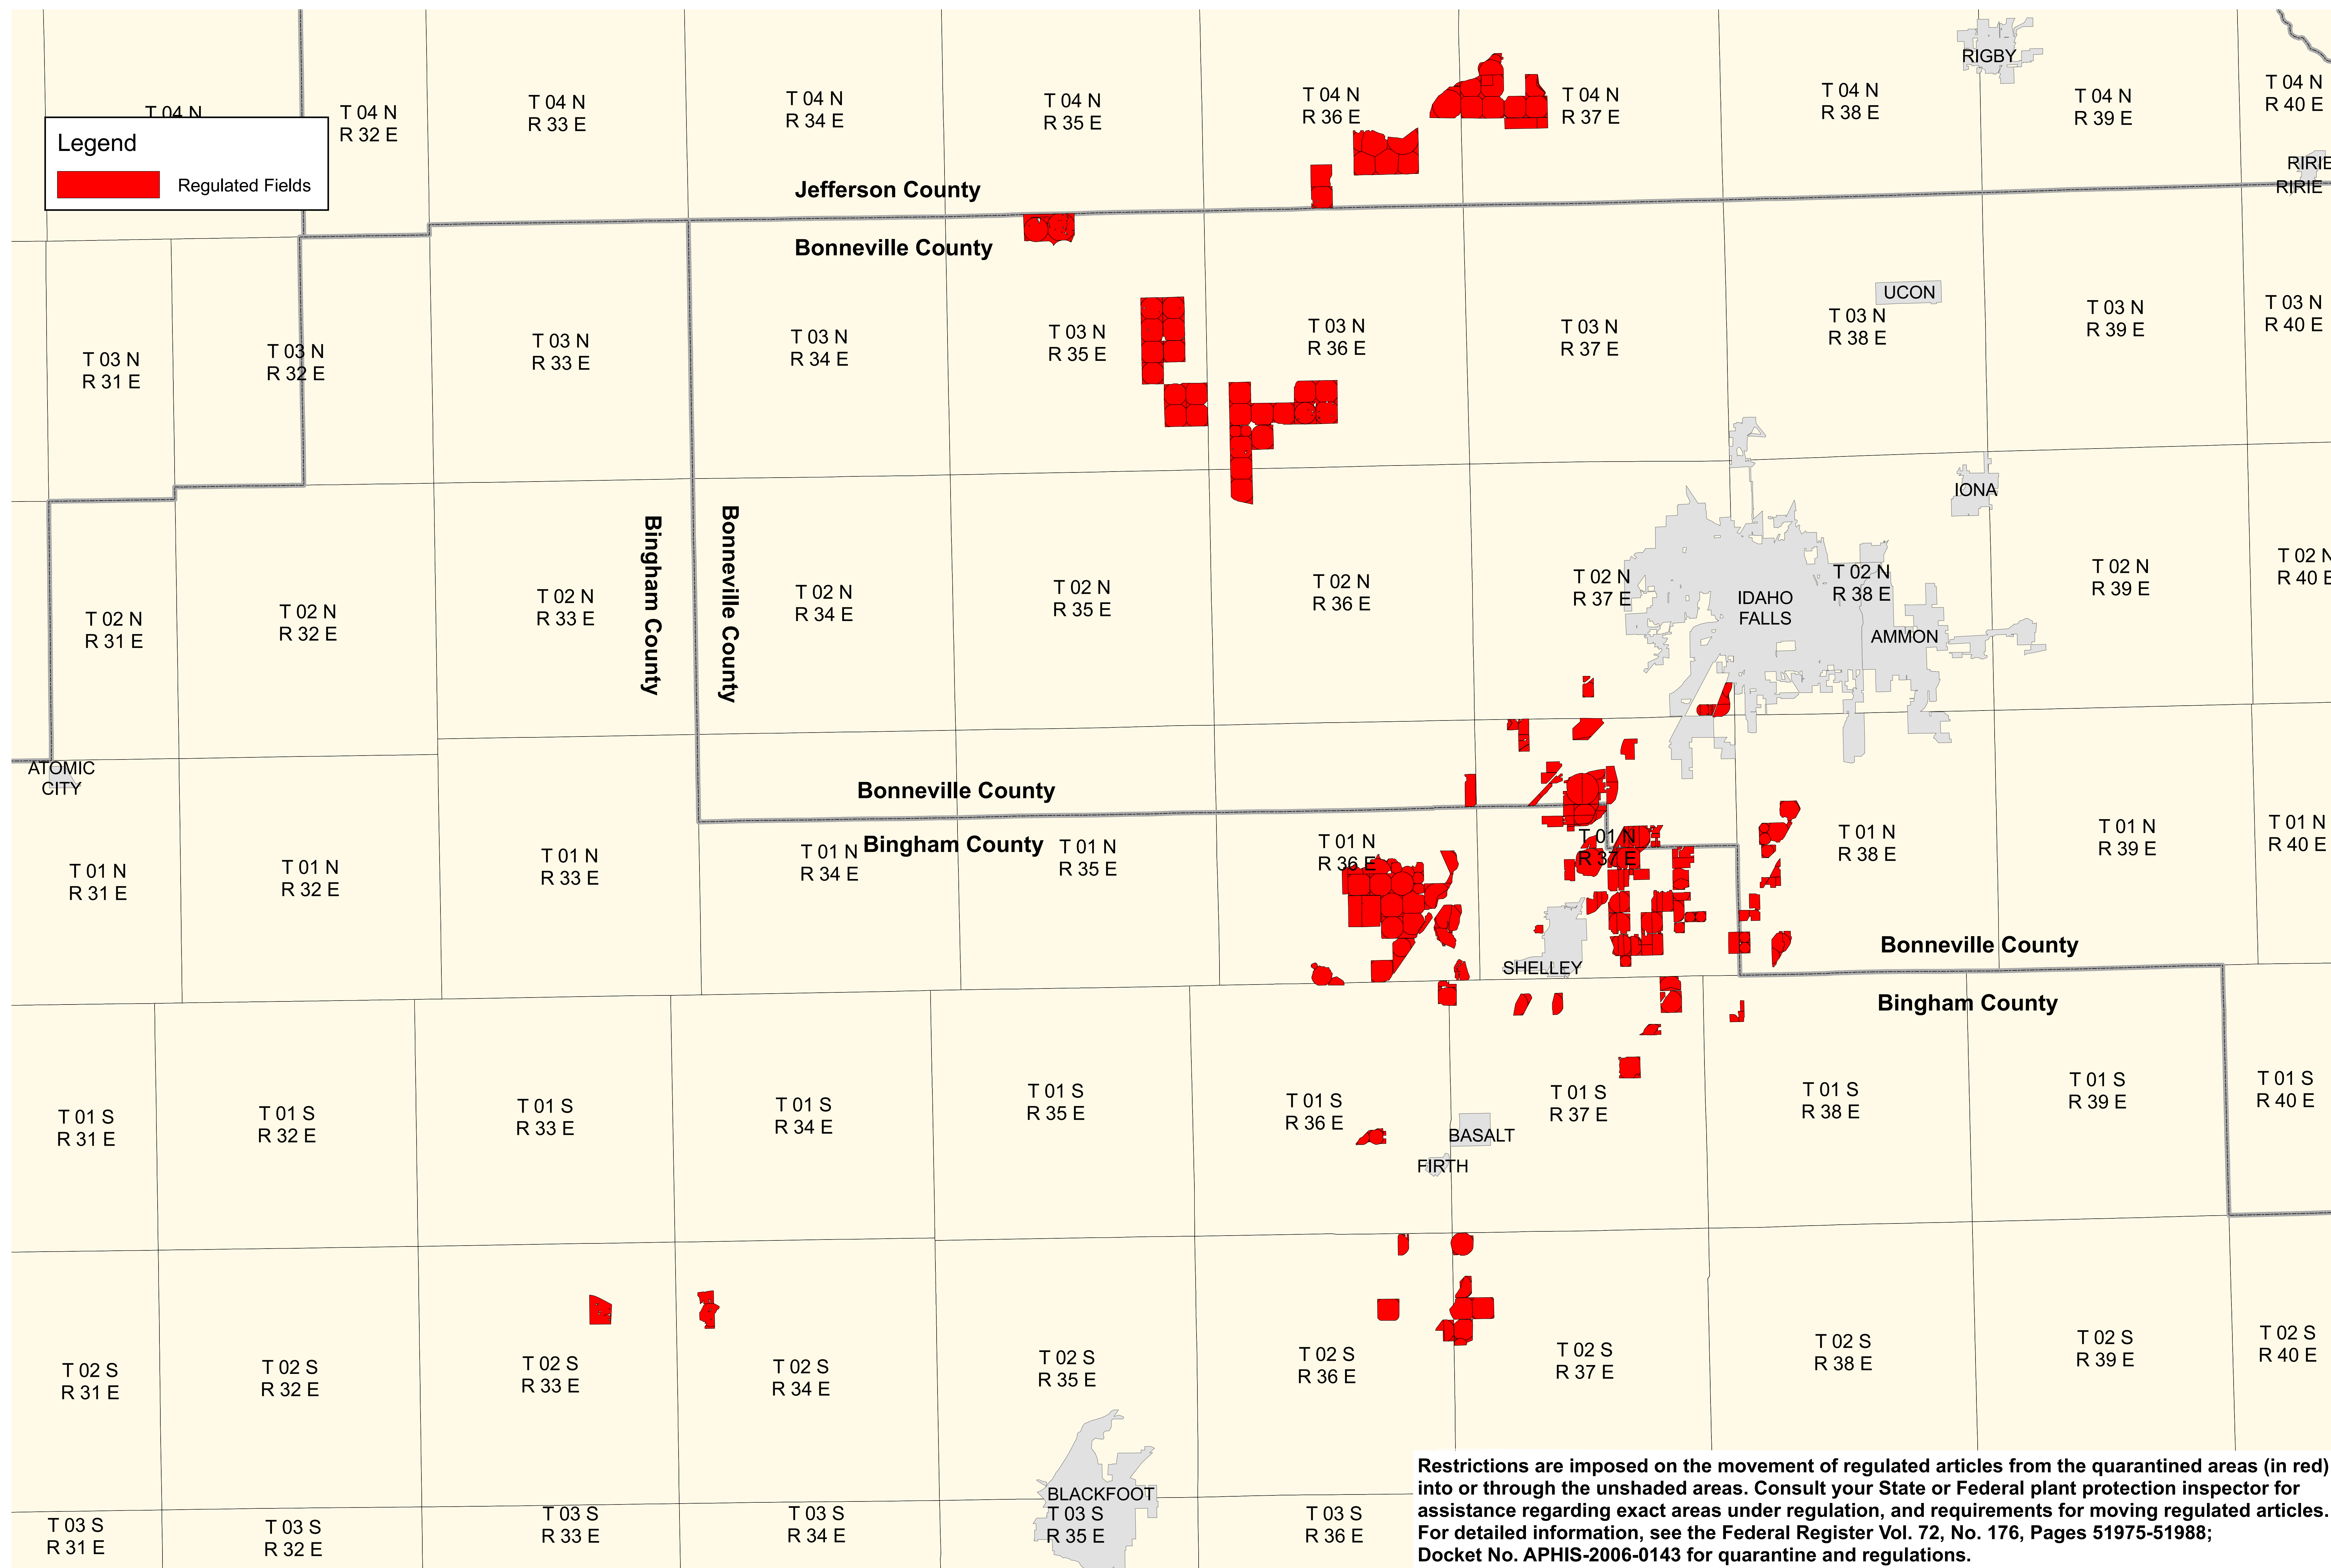 RIGBY
T 04 N
T 04 N
R 32 E
T 04 N
R 33 E
T 04 N
R 34 E
T 04 N
R 35 E
T 04 N
R 36 E
T 04 N
R 37 E
T 04 N
R 38 E
T 04 N
R 39 E
T 04 N
R 40 E
Legend
Regulated Fields
RIRIE
RIRIE
Jefferson County
Bonneville County
UCON
T 03 N
R 31 E
T 03 N
R 32 E
T 03 N
R 33 E
T 03 N
R 34 E
T 03 N
R 35 E
T 03 N
R 36 E
T 03 N
R 37 E
T 03 N
R 38 E
T 03 N
R 39 E
T 03 N
R 40 E
IONA
Bingham County
Bonneville County
T 02 N
R 31 E
T 02 N
R 32 E
T 02 N
R 33 E
T 02 N
R 34 E
T 02 N
R 35 E
T 02 N
R 36 E
T 02 N
R 37 E
IDAHO
FALLS
T 02 N
R 38 E
AMMON
T 02 N
R 39 E
T 02 N
R 40 E
ATOMIC
CITY
Bonneville County
Bingham County
T 01 N
R 31 E
T 01 N
R 32 E
T 01 N
R 33 E
T 01 N
R 34 E
T 01 N
R 35 E
T 01 N
R 36 E
T 01 N
R 37 E
T 01 N
R 38 E
T 01 N
R 39 E
T 01 N
R 40 E
SHELLEY
Bonneville County
Bingham County
T 01 S
R 31 E
T 01 S
R 32 E
T 01 S
R 33 E
T 01 S
R 34 E
T 01 S
R 35 E
T 01 S
R 36 E
T 01 S
R 37 E
T 01 S
R 38 E
T 01 S
R 39 E
T 01 S
R 40 E
BASALT
FIRTH
T 02 S
R 31 E
T 02 S
R 32 E
T 02 S
R 33 E
T 02 S
R 34 E
T 02 S
R 35 E
T 02 S
R 36 E
T 02 S
R 37 E
T 02 S
R 38 E
T 02 S
R 39 E
T 02 S
R 40 E
BLACKFOOT
T 03 S
R 31 E
T 03 S
R 32 E
T 03 S
R 33 E
T 03 S
R 34 E
T 03 S
R 35 E
T 03 S
R 36 E
Restrictions are imposed on the movement of regulated articles from the quarantined areas (in red)
into or through the unshaded areas. Consult your State or Federal plant protection inspector for
assistance regarding exact areas under regulation, and requirements for moving regulated articles.
For detailed information, see the Federal Register Vol. 72, No. 176, Pages 51975-51988;
Docket No. APHIS-2006-0143 for quarantine and regulations.